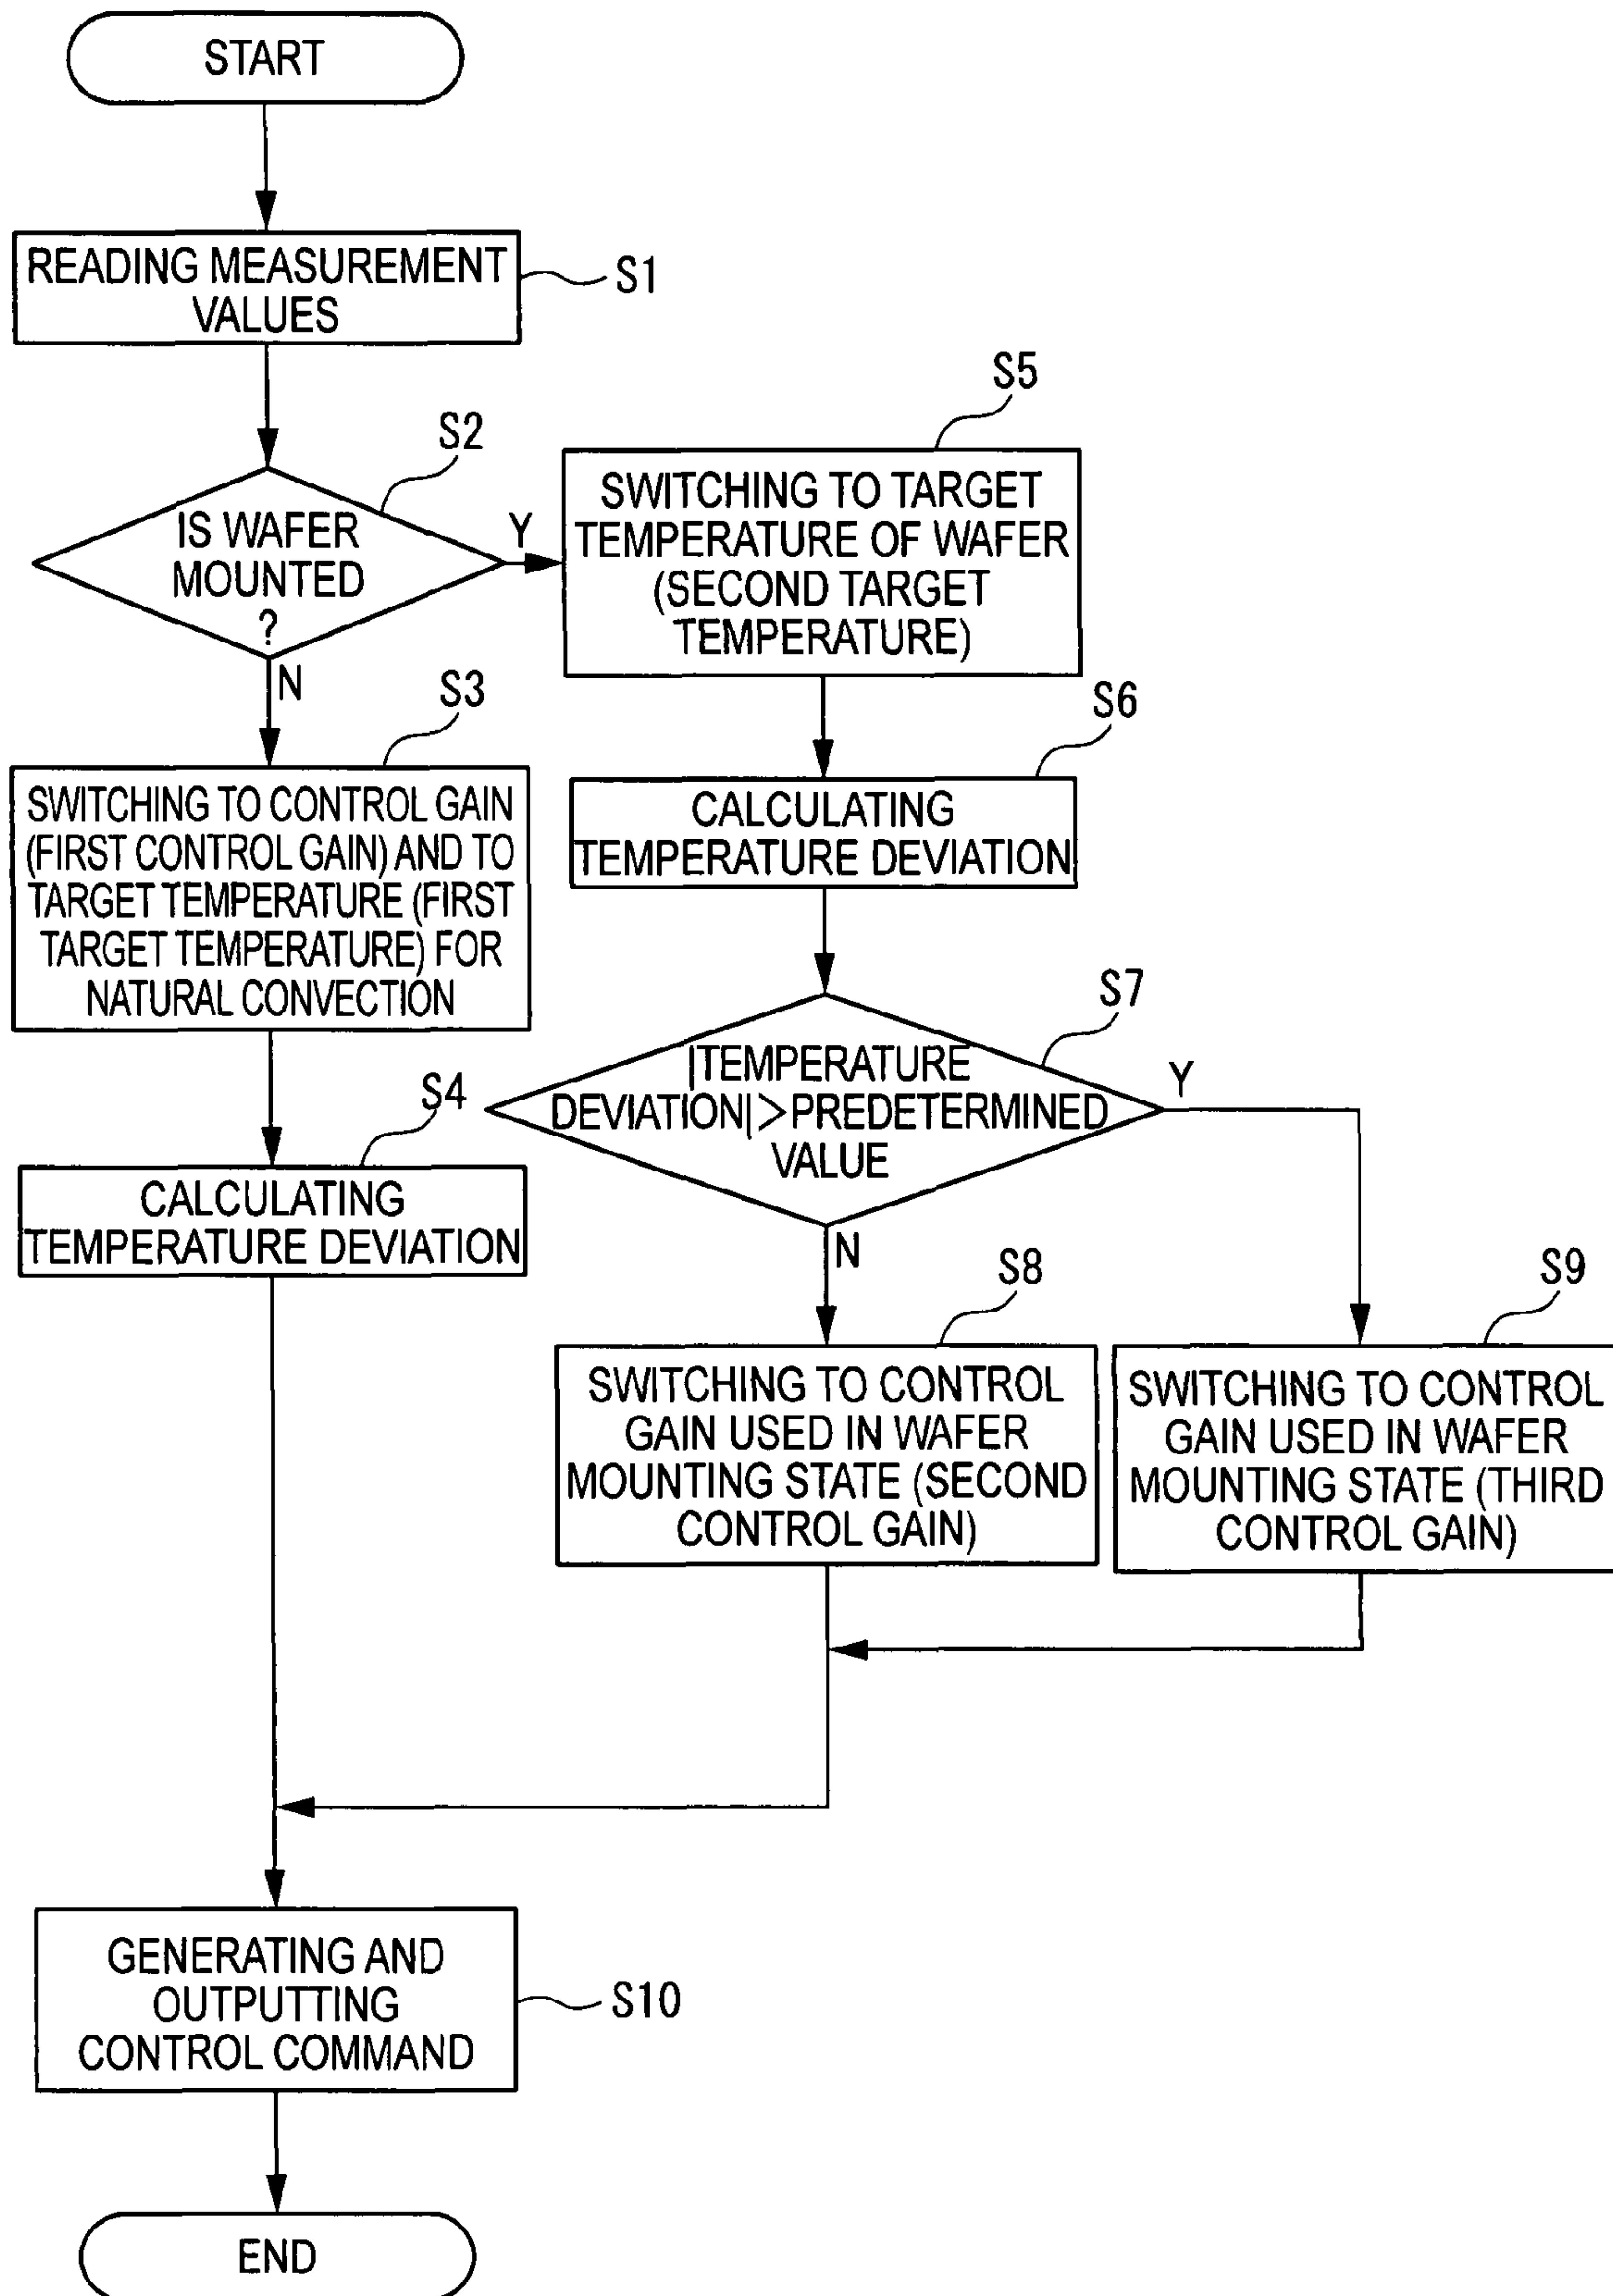 START
READING MEASUREMENT
VALUES
S1
S2
IS WAFER
MOUNTED
?
Y
N
S3
SWITCHING TO CONTROL GAIN
(FIRST CONTROL GAIN) AND TO
TARGET TEMPERATURE (FIRST
TARGET TEMPERATURE) FOR
NATURAL CONVECTION
S4
CALCULATING
TEMPERATURE DEVIATION
S5
SWITCHING TO TARGET
TEMPERATURE OF WAFER
(SECOND TARGET
TEMPERATURE)
S6
CALCULATING
TEMPERATURE DEVIATION
S7
|TEMPERATURE
DEVIATION|>PREDETERMINED
VALUE
Y
N
S8
SWITCHING TO CONTROL
GAIN USED IN WAFER
MOUNTING STATE (SECOND
CONTROL GAIN)
S9
SWITCHING TO CONTROL
GAIN USED IN WAFER
MOUNTING STATE (THIRD
CONTROL GAIN)
GENERATING AND
OUTPUTTING
CONTROL COMMAND
S10
END